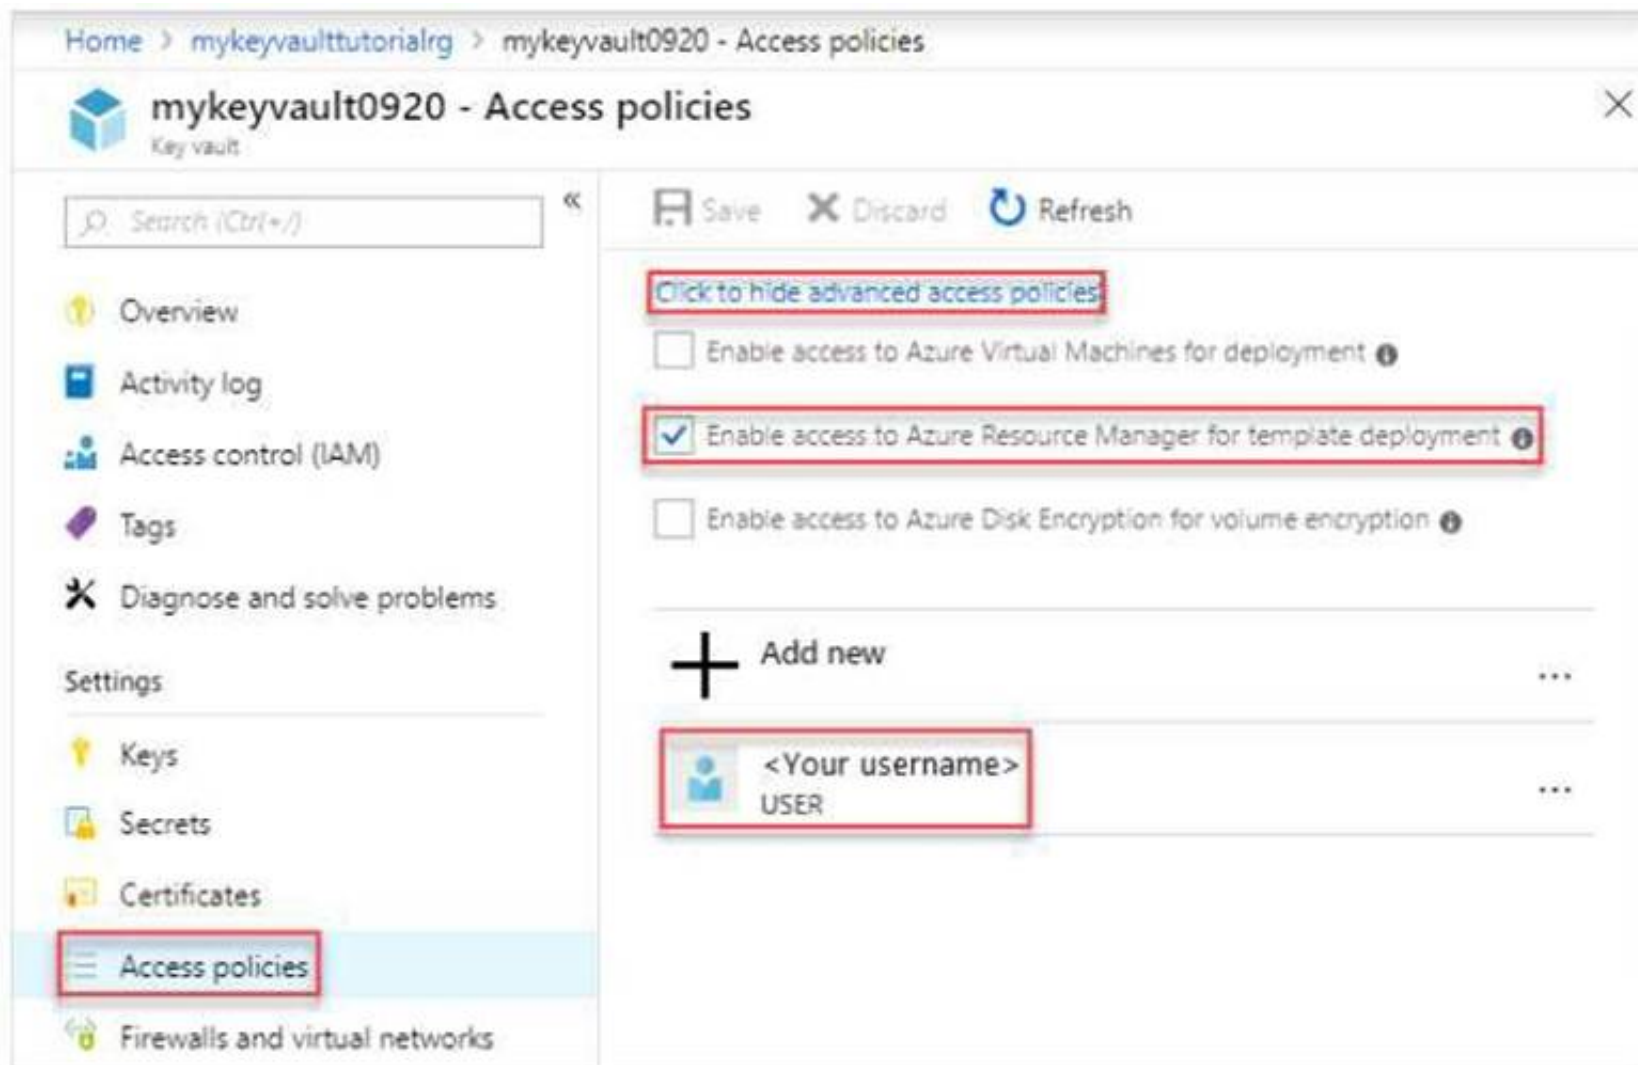 Home > mykeyvaulttutorialrg > mykeyvault0920 - Access policies
mykeyvault0920 - Access policies
Key vault
Search (Ctrl+/)
«
Overview
Activity log
Access control (IAM)
Tags
Diagnose and solve problems
Settings
Keys
Secrets
Certificates
Access policies
Firewalls and virtual networks
Save Discard Refresh
Click to hide advanced access policies
Enable access to Azure Virtual Machines for deployment
Enable access to Azure Resource Manager for template deployment
Enable access to Azure Disk Encryption for volume encryption
Add new
...
<Your username>
USER
...